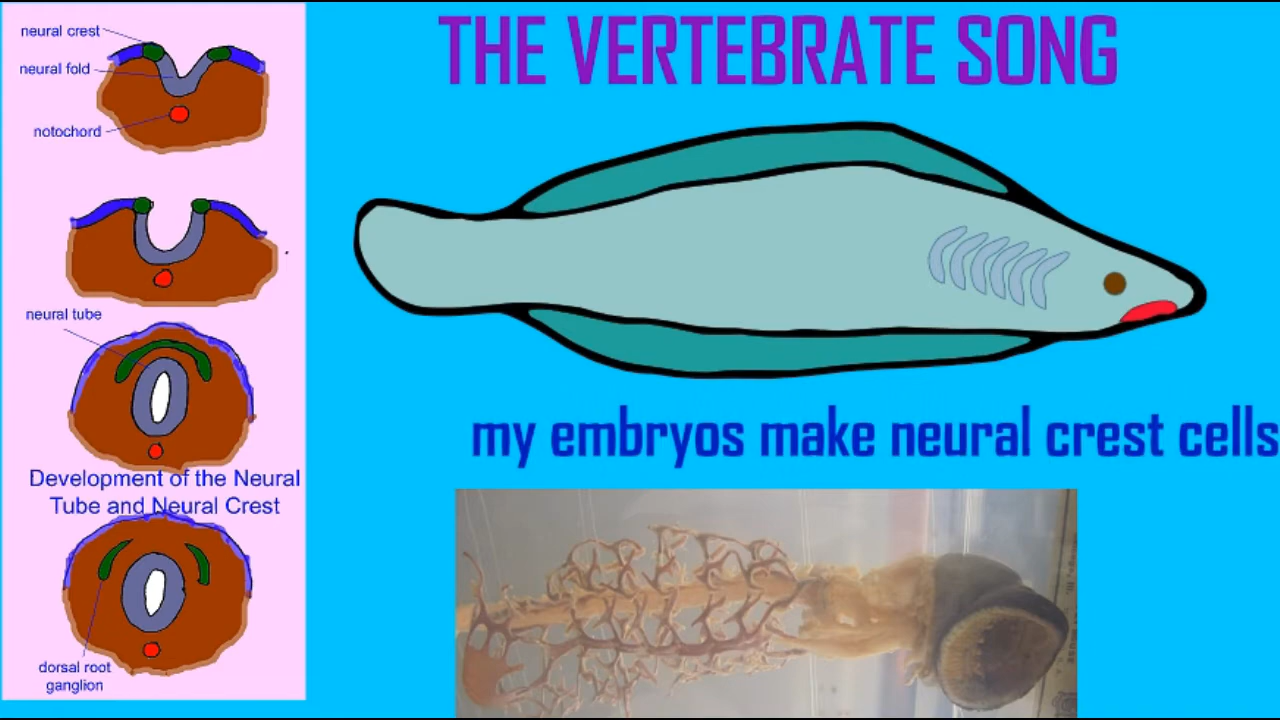 neural crest
neural fold
notochord
neural tube
Development of the Neural
Tube and Neural Crest
dorsal root
ganglion
THE VERTEBRATE SONG
my embryos make neural crest cells